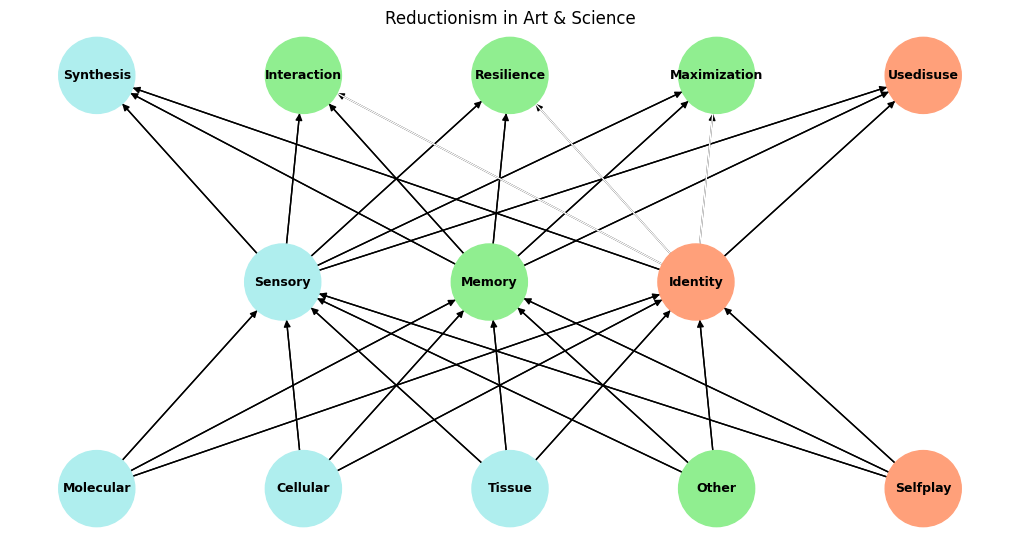 Reductionism in Art & Science
Synthesis
Interaction
Resilience
Maximization
Usedisuse
Sensory
Memory
Identity
Molecular
Cellular
Tissue
Other
Selfplay